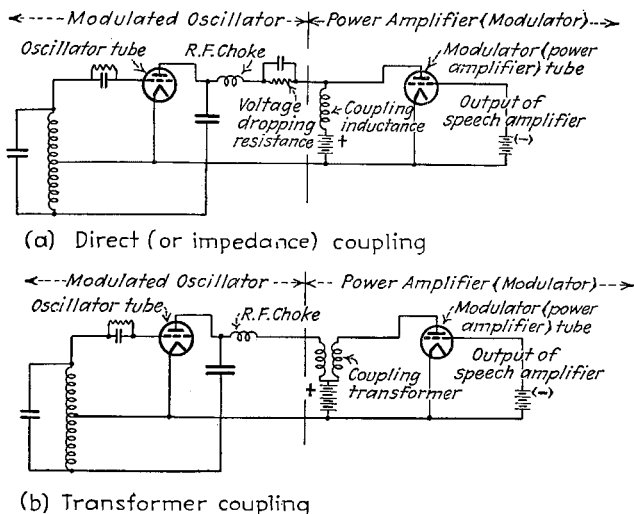 Modulated Oscillator Power Amplifier (Modulator)
Oscillator tube
R.F. Choke
Modulator (power
amplifier) tube
Voltage
dropping
resistance
Coupling
inductance
+
Output of
speech amplifier
(-)
(a) Direct (or impedance) coupling
Modulated Oscillator Power Amplifier (Modulator)
Oscillator tube
R.F. Choke
Modulator (power
amplifier) tube
+
Coupling
transformer
Output of
speech amplifier
(-)
(b) Transformer coupling